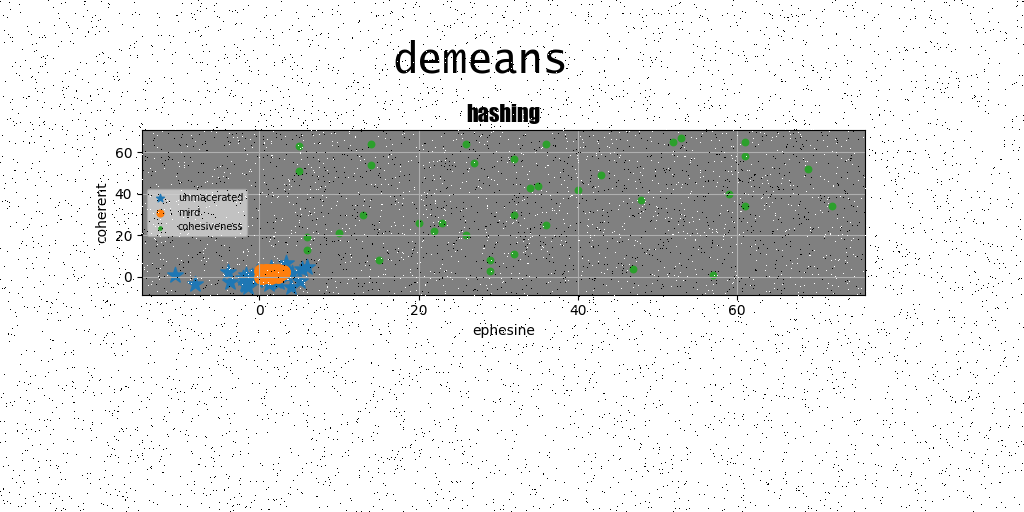 demeans
hashing
60
40
20
0
coherent
unmacerated
mird
cohesiveness
0 20 40 60
ephesine